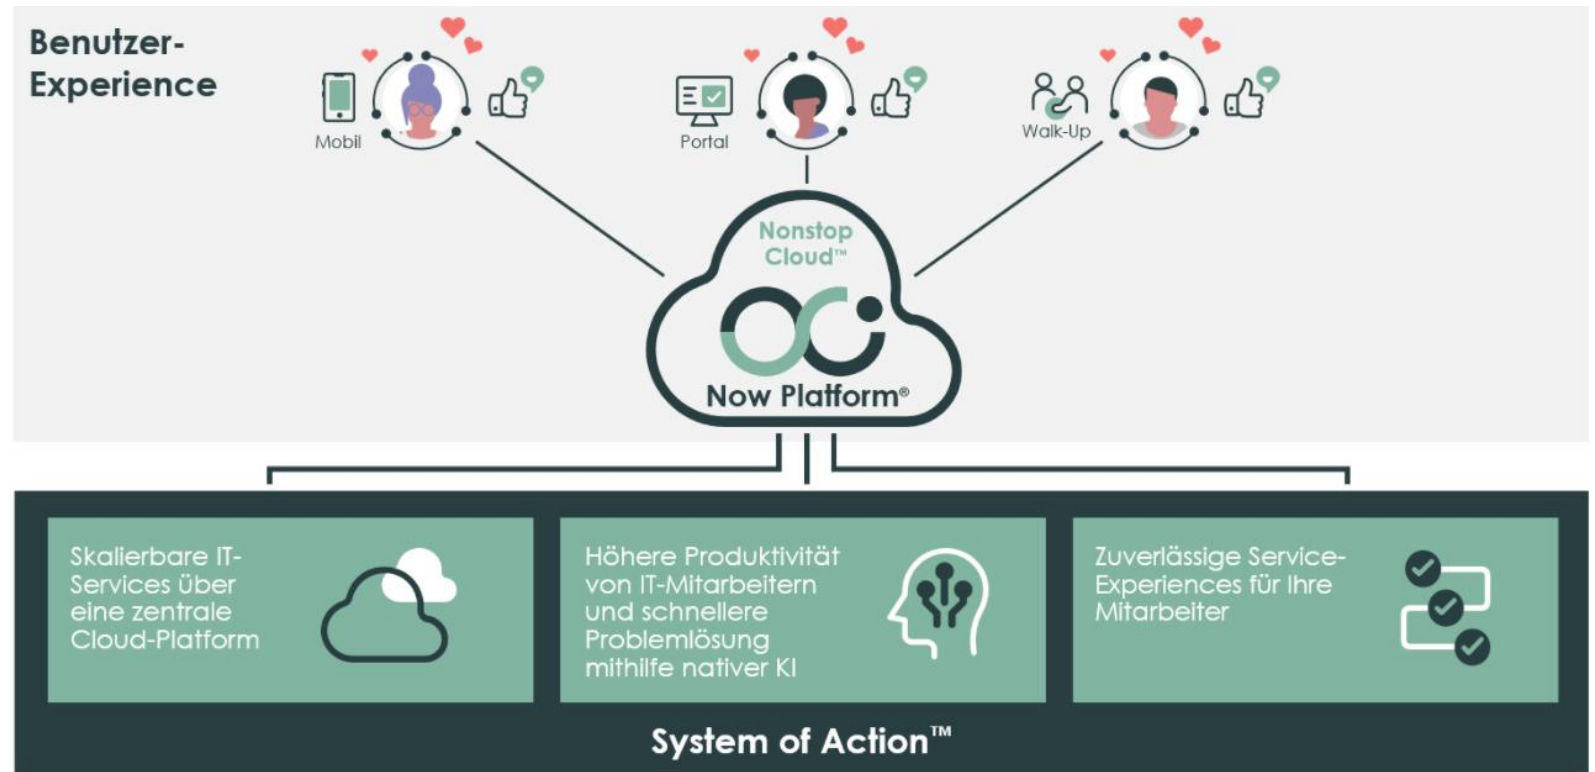 Benutzer-
Experience
Mobil
Portal
Walk-Up
Nonstop
Cloud™
Now Platform®
Skalierbare IT-
Services über
eine zentrale
Cloud-Platform
Höhere Produktivität
von IT-Mitarbeitern
und schnellere
Problemlösung
mithilfe nativer KI
Zuverlässige Service-
Experiences für Ihre
Mitarbeiter
System of Action™